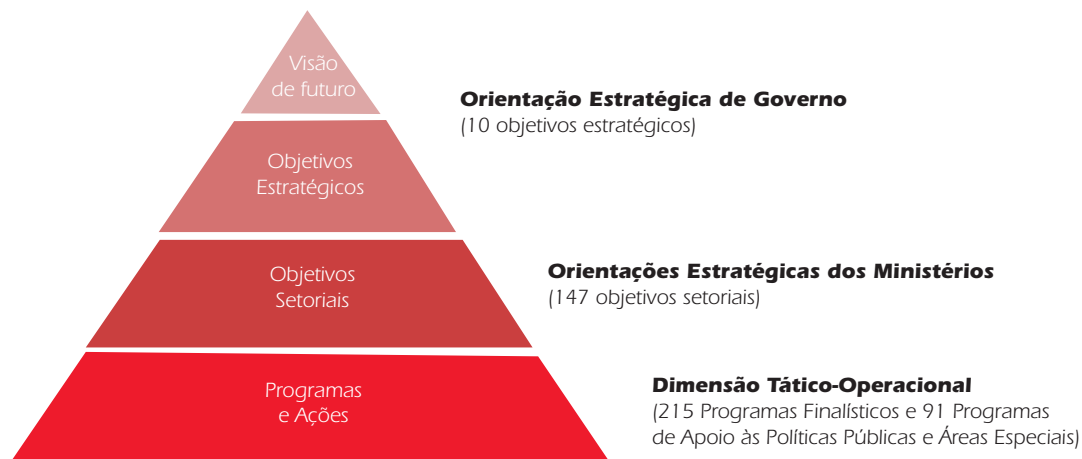 Visão
de futuro
Orientação Estratégica de Governo
(10 objetivos estratégicos)
Objetivos
Estratégicos
Objetivos
Setoriais
Orientações Estratégicas dos Ministérios
(147 objetivos setoriais)
Programas
e Ações
Dimensão Tático-Operacional
(215 Programas Finalísticos e 91 Programas
de Apoio às Políticas Públicas e Áreas Especiais)